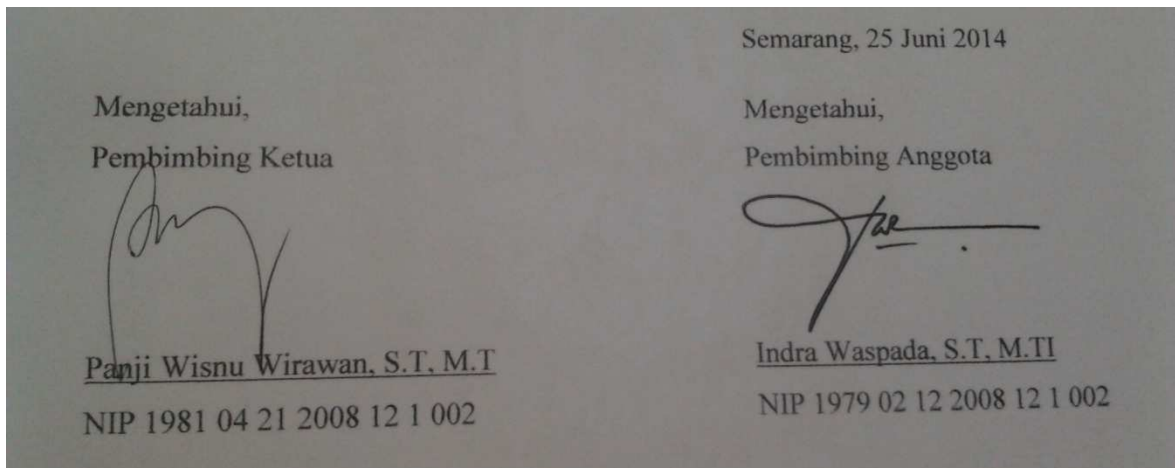 Semarang, 25 Juni 2014
Mengetahui,
Pembimbing Ketua
Panji Wisnu Wirawan, S.T, M.T
NIP 1981 04 21 2008 12 1 002
Mengetahui,
Pembimbing Anggota
Indra Waspada, S.T, M.TI
NIP 1979 02 12 2008 12 1 002